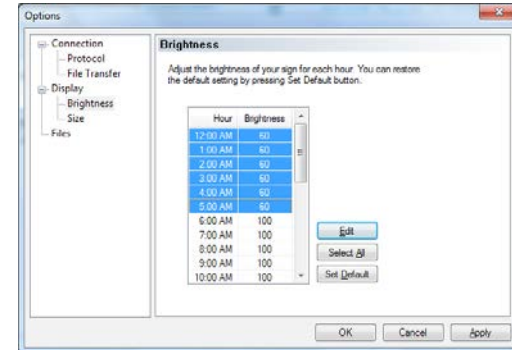 Options
Connection
Protocol
File Transfer
Display
Brightness
Size
Files
Brightness
Adjust the brightness of your sign for each hour. You can restore
the default setting by pressing Set Default button.
Hour Brightness
12:00 AM 60
1:00 AM 60
2:00 AM 60
3:00 AM 60
4:00 AM 60
5:00 AM 60
6:00 AM 100
7:00 AM 100
8:00 AM 100
9:00 AM 100
10:00 AM 100
Edit
Select All
Set Default
OK Cancel Apply